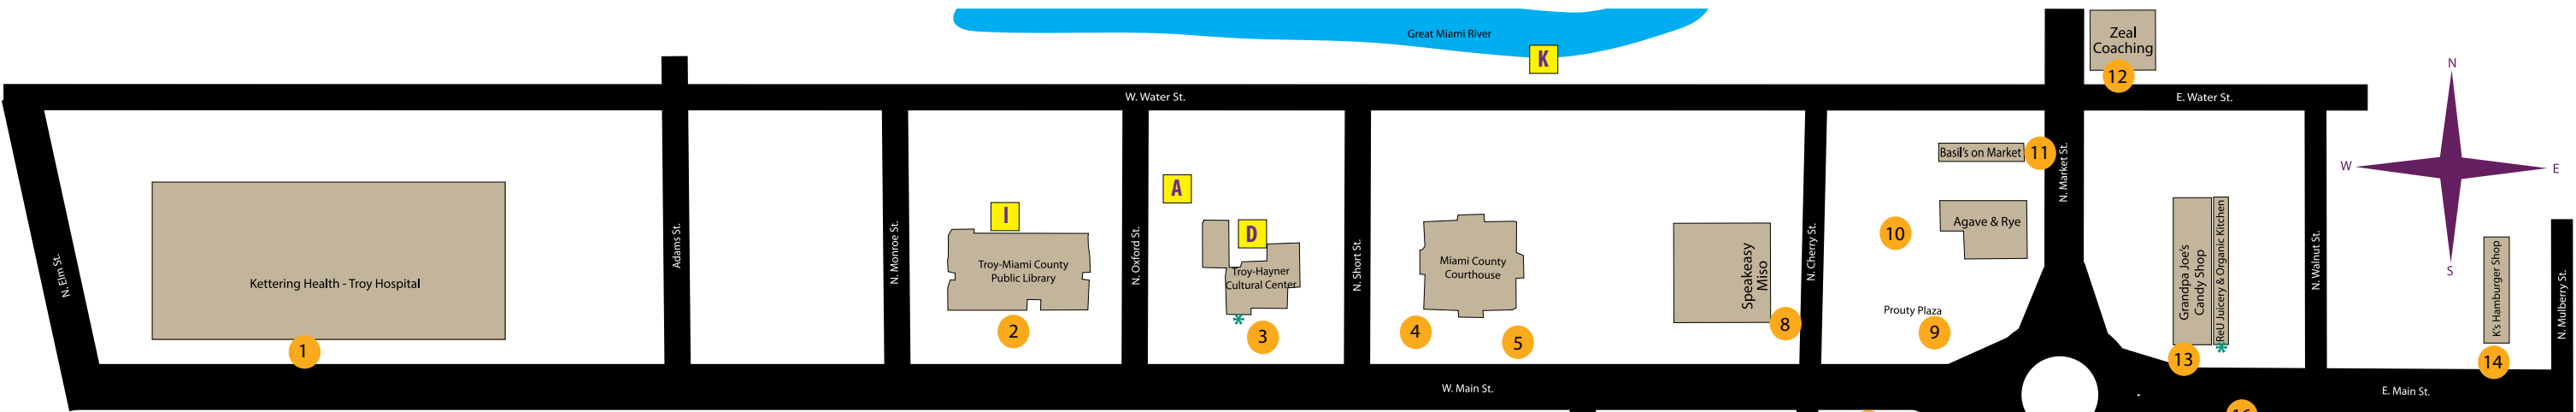 Great Miami River
K
Zeal
Coaching
12
N
W
E
S
W. Water St.
E. Water St.
N. Elm St.
Kettering Health - Troy Hospital
1
Adams St.
N. Monroe St.
I
Troy-Miami County
Public Library
2
N. Oxford St.
A
D
Troy-Hayner
Cultural Center
*
3
N. Short St.
Miami County
Courthouse
4
5
Speakeasy
Miso
8
N. Cherry St.
Basil's on Market
11
10
Agave & Rye
Prouty Plaza
9
N. Market St.
Grandpa Joe's
Candy Shop
13
ReU Juicery & Organic Kitchen
*
N. Walnut St.
K's Hamburger Shop
14
N. Mulberry St.
W. Main St.
E. Main St.